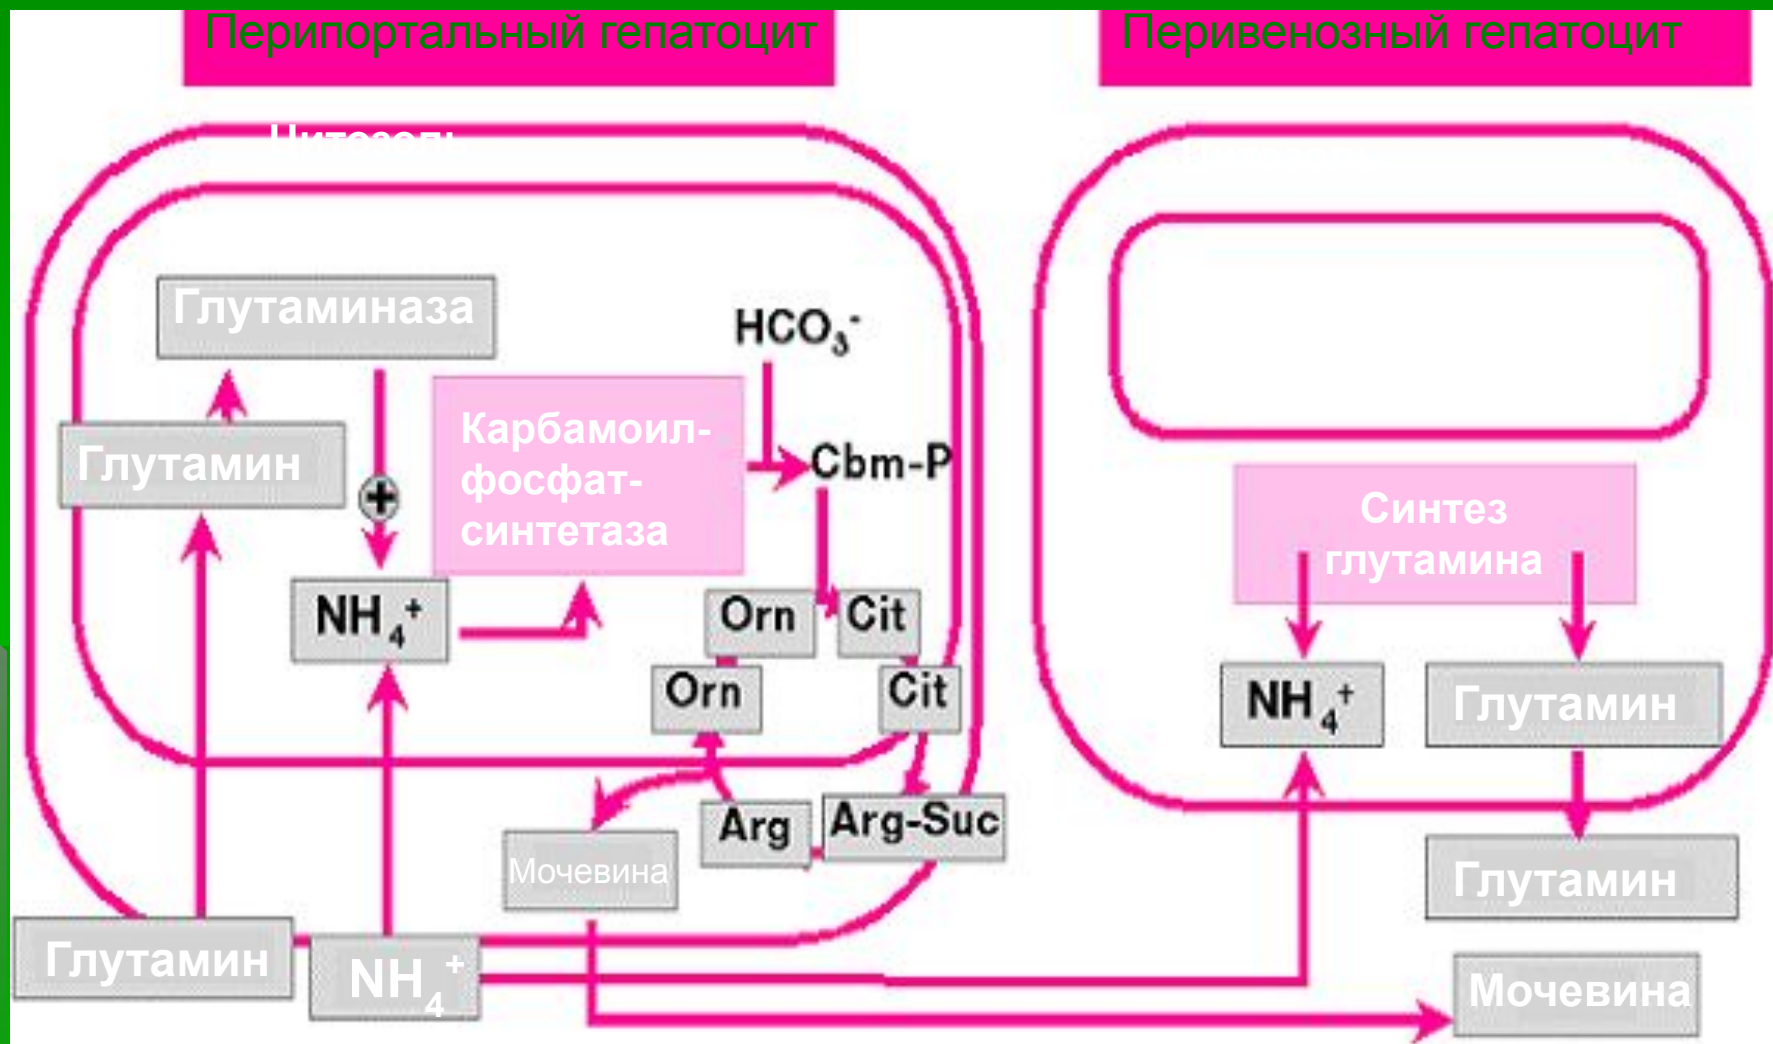 Перипортальный гепатоцит
Перивенозный гепатоцит
Цитозоль
Глутаминаза
HCO₃⁻
Глутамин
Карбамоил-
фосфат-
синтетаза
Cbm-P
+
Синтез
глутамина
NH₄⁺
Orn
Cit
Orn
Cit
NH₄⁺
Глутамин
Arg
Arg-Suc
Мочевина
Глутамин
Глутамин
NH₄⁺
Мочевина